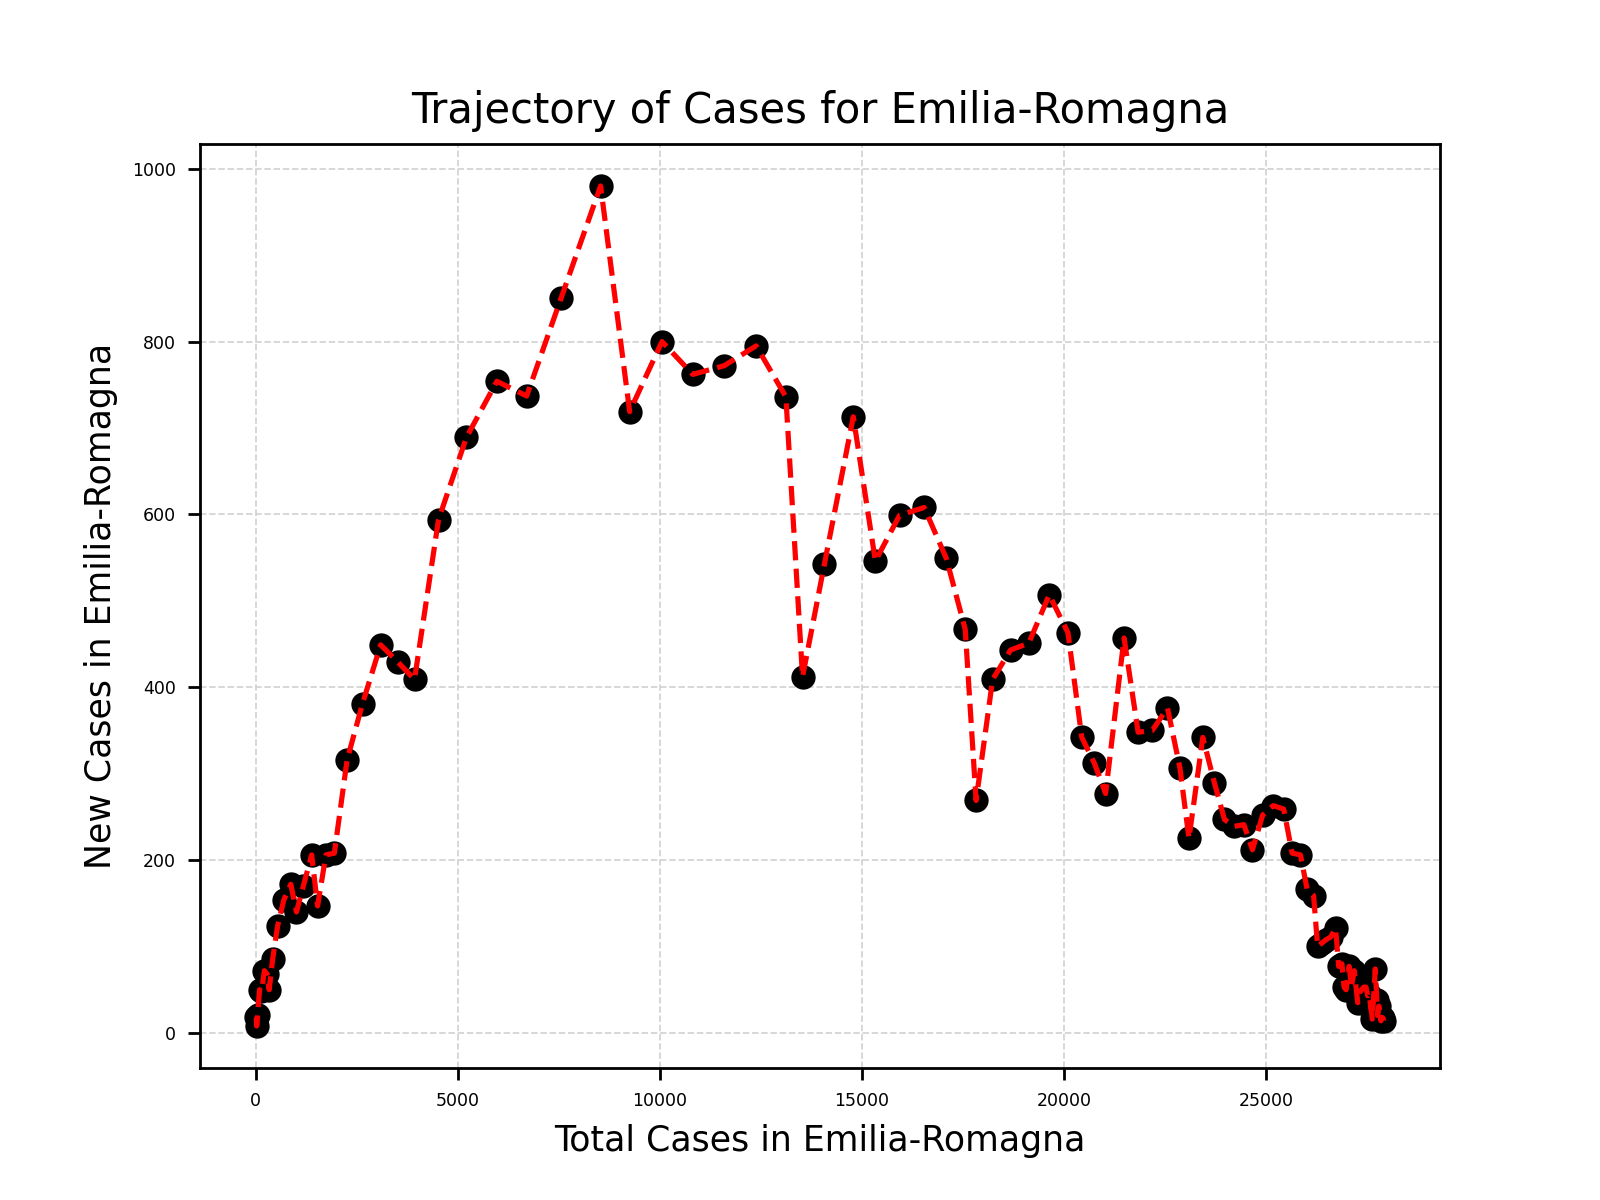 Trajectory of Cases for Emilia-Romagna
1000
800
600
400
200
0
New Cases in Emilia-Romagna
0 5000 10000 15000 20000 25000
Total Cases in Emilia-Romagna